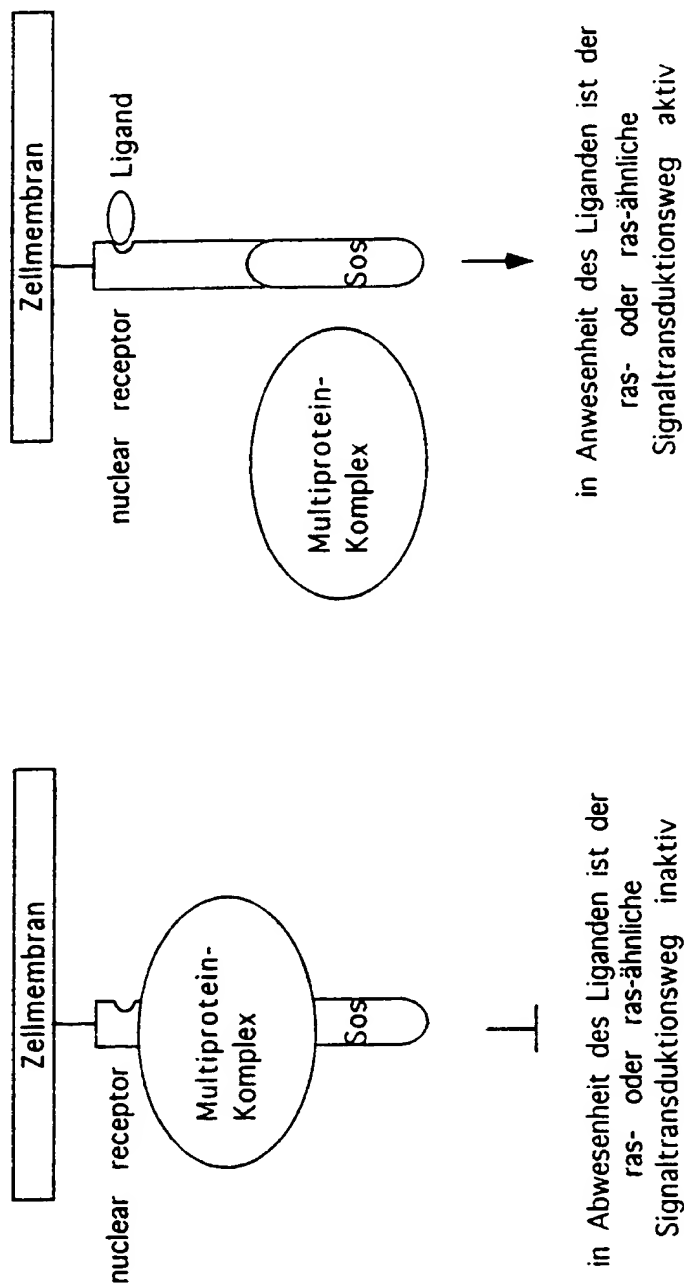 Zellmembran
nuclear receptor
Multiprotein-
Komplex
Sos
in Abwesenheit des Liganden ist der
ras- oder ras-ähnliche
Signaltransduktionsweg inaktiv
Zellmembran
nuclear receptor
Ligand
Multiprotein-
Komplex
Sos
in Anwesenheit des Liganden ist der
ras- oder ras-ähnliche
Signaltransduktionsweg aktiv